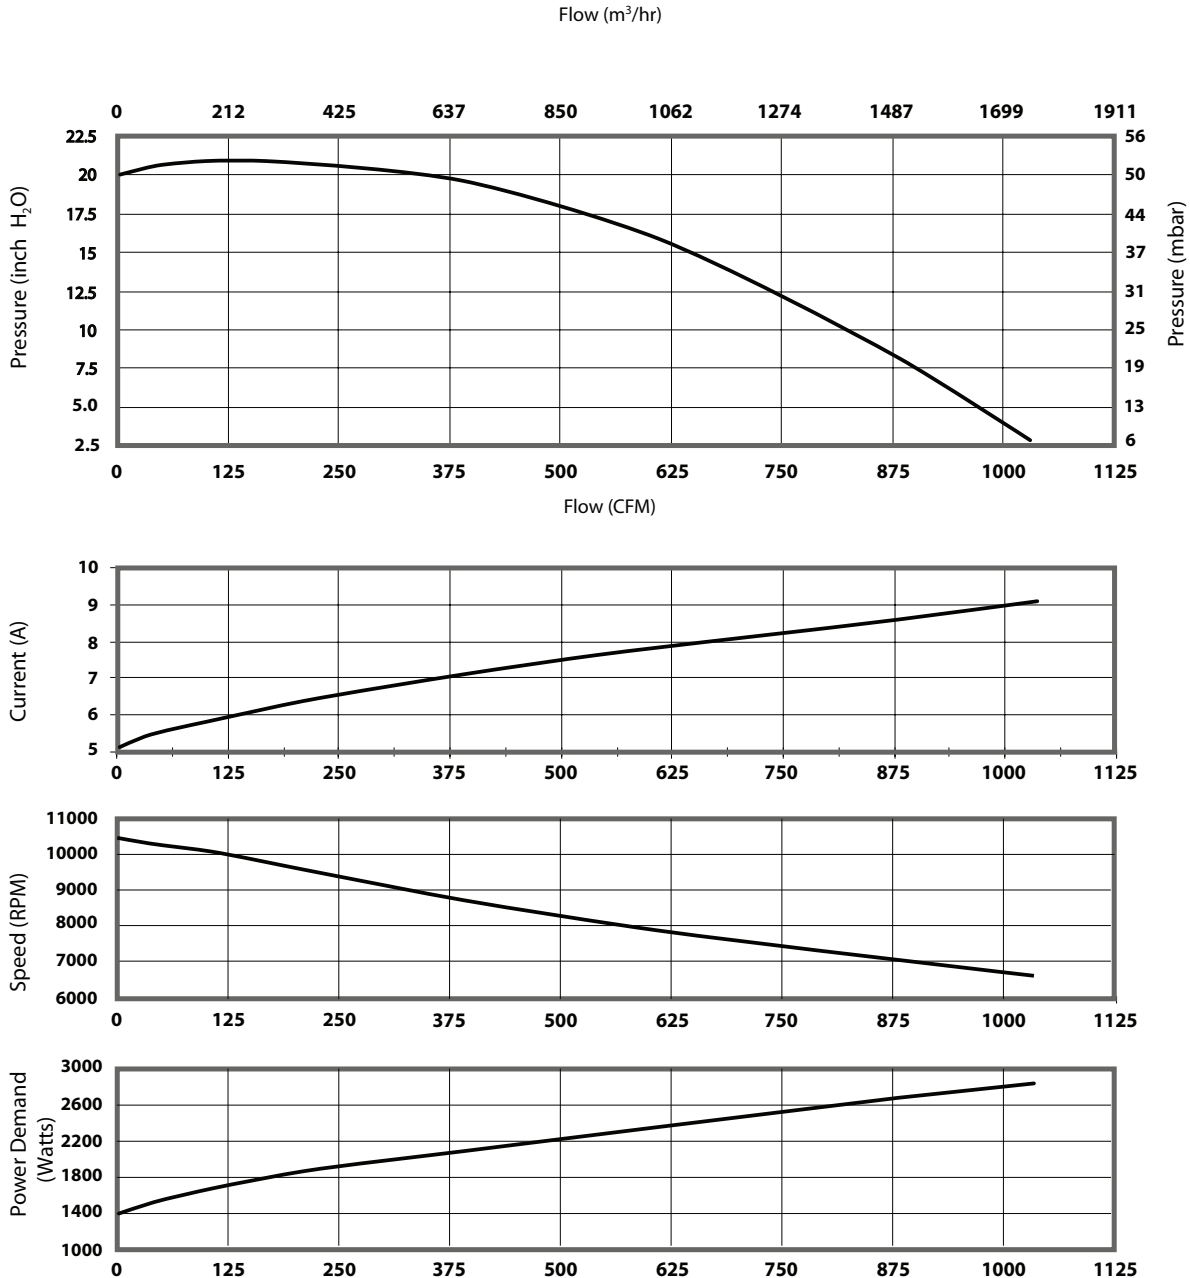 Flow (m³/hr)
0 212 425 637 850 1062 1274 1487 1699 1911
22.5 56
20 50
17.5 44
15 37
12.5 31
10 25
7.5 19
5.0 13
2.5 6
Pressure (inch H₂O)
Pressure (mbar)
0 125 250 375 500 625 750 875 1000 1125
Flow (CFM)
10
9
8
7
6
5
Current (A)
0 125 250 375 500 625 750 875 1000 1125
11000
10000
9000
8000
7000
6000
Speed (RPM)
0 125 250 375 500 625 750 875 1000 1125
3000
2600
2200
1800
1400
1000
Power Demand
(Watts)
0 125 250 375 500 625 750 875 1000 1125